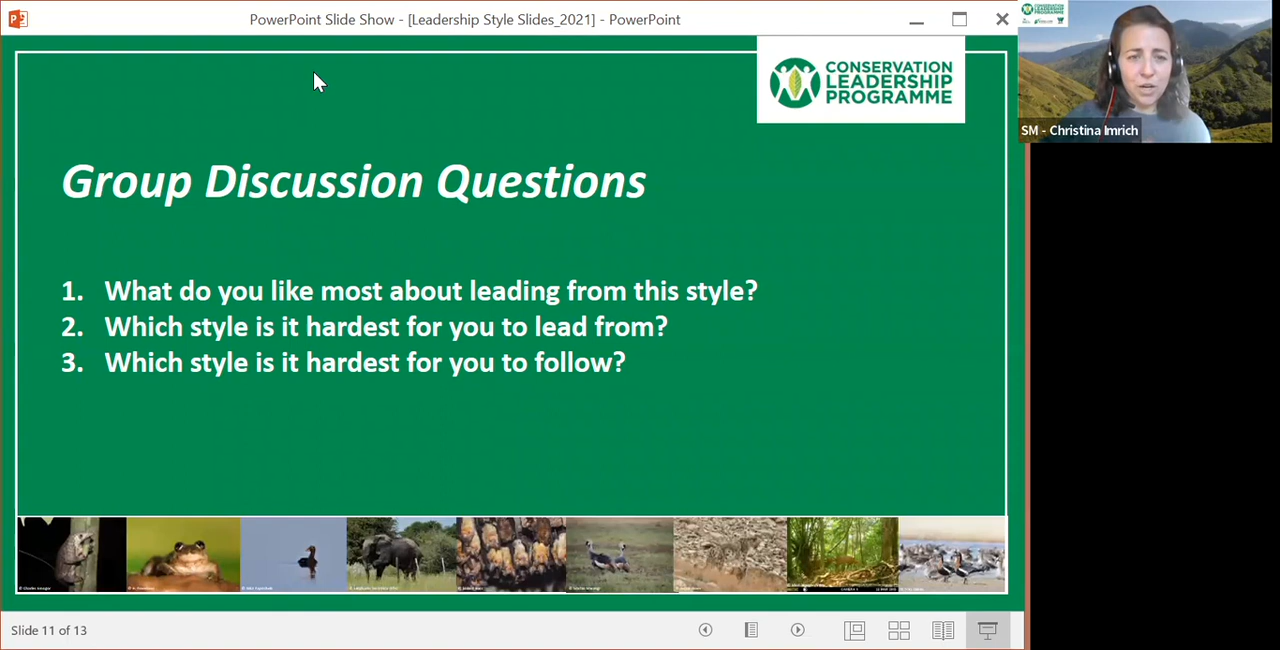 PowerPoint Slide Show - [Leadership Style Slides_2021] - PowerPoint
CONSERVATION
LEADERSHIP
PROGRAMME
SM - Christina Imrich
Group Discussion Questions
1. What do you like most about leading from this style?
2. Which style is it hardest for you to lead from?
3. Which style is it hardest for you to follow?
Slide 11 of 13